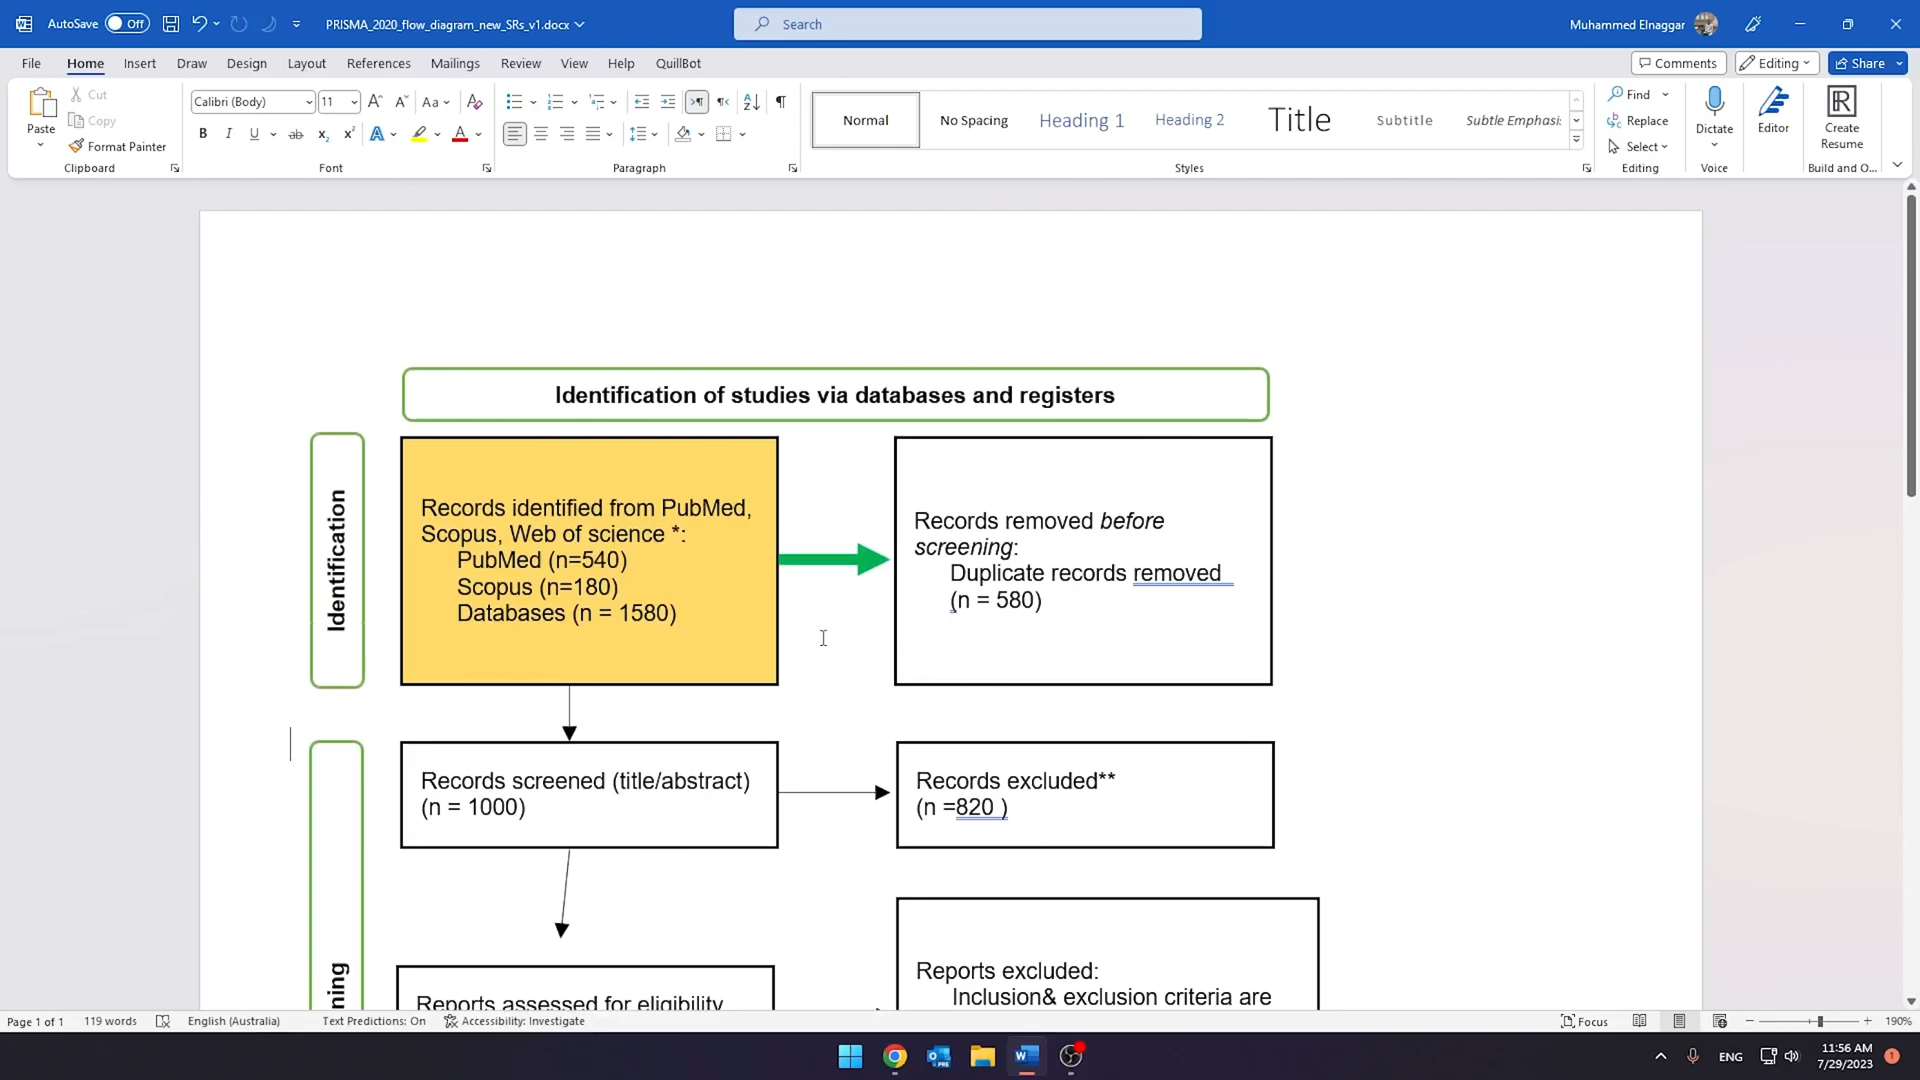 AutoSave Off
PRISMA_2020_flow_diagram_new_SRs_v1.docx
Search
Muhammed Elnaggar
File Home Insert Draw Design Layout References Mailings Review View Help QuillBot
Comments Editing Share
Paste
Cut
Copy
Format Painter
Clipboard
Calibri (Body) 11
Font
Paragraph
Normal No Spacing Heading 1 Heading 2 Title Subtitle Subtle Emphasi:
Styles
Find
Replace
Select
Editing
Dictate
Voice
Editor
Create
Resume
Build and O...
Identification of studies via databases and registers
Identification
Records identified from PubMed,
Scopus, Web of science *:
PubMed (n=540)
Scopus (n=180)
Databases (n = 1580)
Records removed before
screening:
Duplicate records removed
(n = 580)
Records screened (title/abstract)
(n = 1000)
Records excluded**
(n =820 )
ning
Reports assessed for eligibility
Reports excluded:
Inclusion& exclusion criteria are
Page 1 of 1 119 words English (Australia) Text Predictions: On Accessibility: Investigate
Focus 190%
ENG
11:56 AM
7/29/2023
1